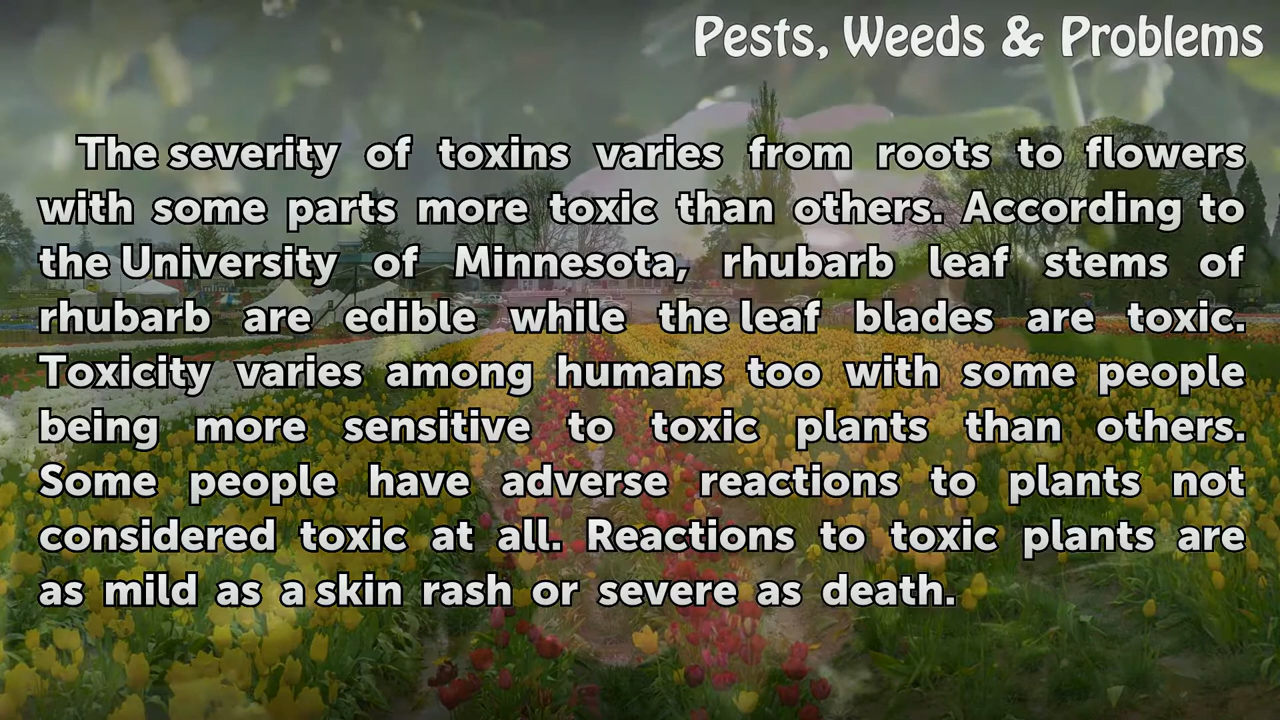 Pests, Weeds & Problems
The severity of toxins varies from roots to flowers
with some parts more toxic than others. According to
the University of Minnesota, rhubarb leaf stems of
rhubarb are edible while the leaf blades are toxic.
Toxicity varies among humans too with some people
being more sensitive to toxic plants than others.
Some people have adverse reactions to plants not
considered toxic at all. Reactions to toxic plants are
as mild as a skin rash or severe as death.